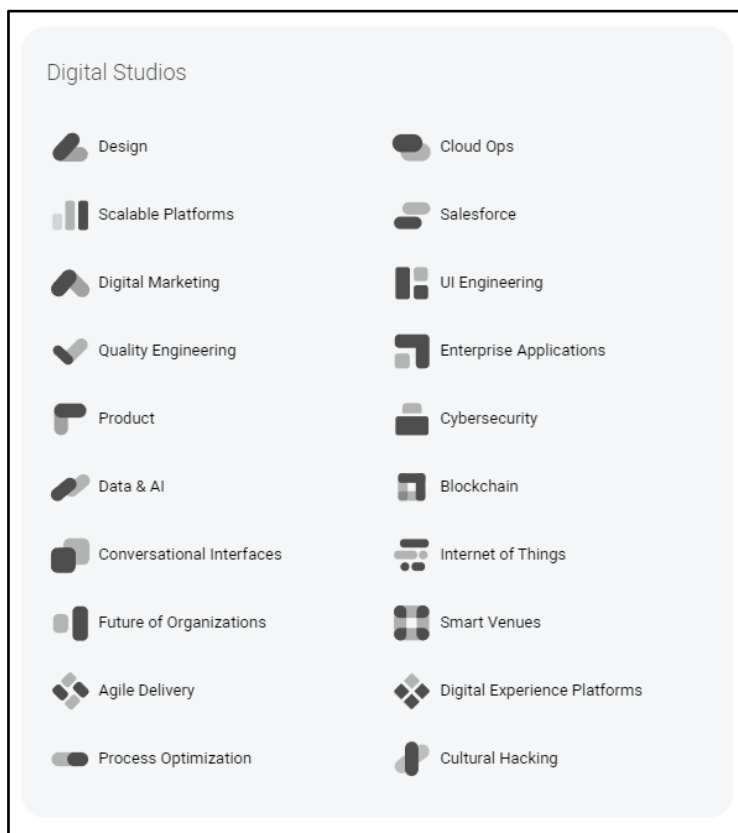 Digital Studios
Design
Cloud Ops
Scalable Platforms
Salesforce
Digital Marketing
UI Engineering
Quality Engineering
Enterprise Applications
Product
Cybersecurity
Data & AI
Blockchain
Conversational Interfaces
Internet of Things
Future of Organizations
Smart Venues
Agile Delivery
Digital Experience Platforms
Process Optimization
Cultural Hacking